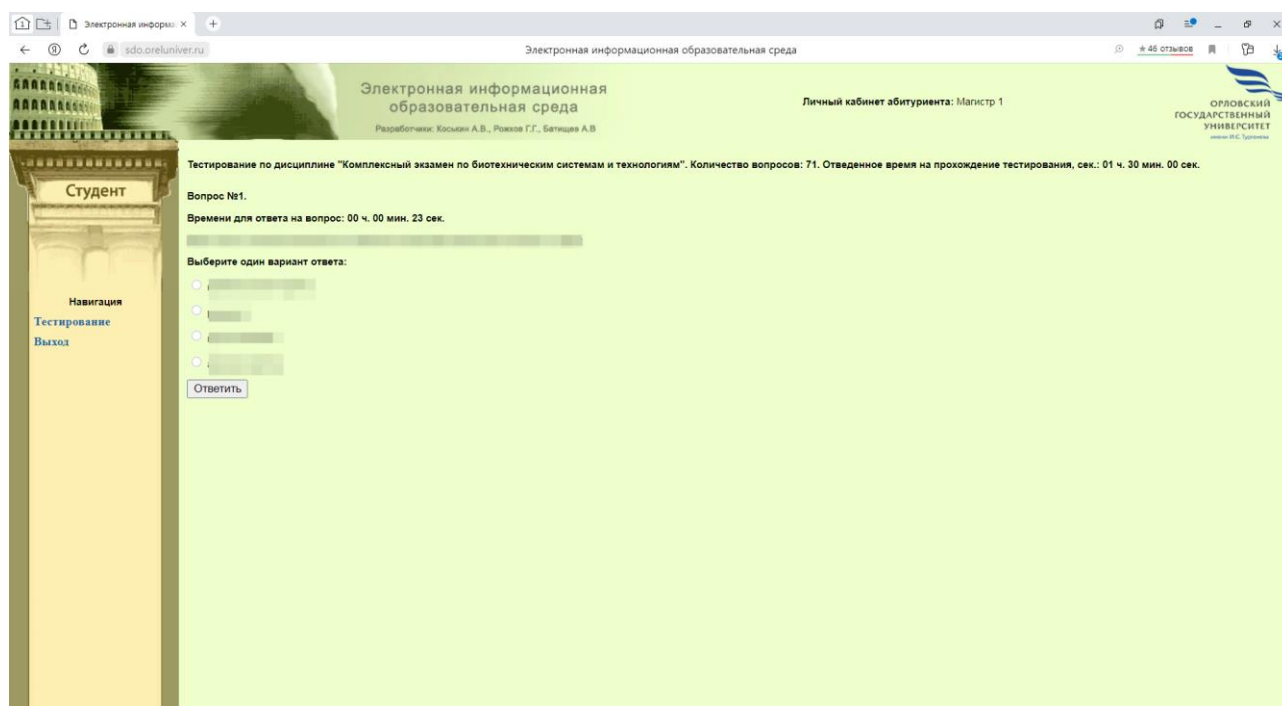 Электронная информа
sdo.oreluniver.ru
Электронная информационная образовательная среда
46 отзывов
Электронная информационная
образовательная среда
Разработчики: Коськин А.В., Рожков Г.Г., Батищев А.В
Личный кабинет абитуриента: Магистр 1
ОРЛОВСКИЙ
ГОСУДАРСТВЕННЫЙ
УНИВЕРСИТЕТ
имени И.С. Тургенева
Студент
Навигация
Тестирование
Выход
Тестирование по дисциплине "Комплексный экзамен по биотехническим системам и технологиям". Количество вопросов: 71. Отведенное время на прохождение тестирования, сек.: 01 ч. 30 мин. 00 сек.
Вопрос №1.
Времени для ответа на вопрос: 00 ч. 00 мин. 23 сек.
Выберите один вариант ответа:
Ответить